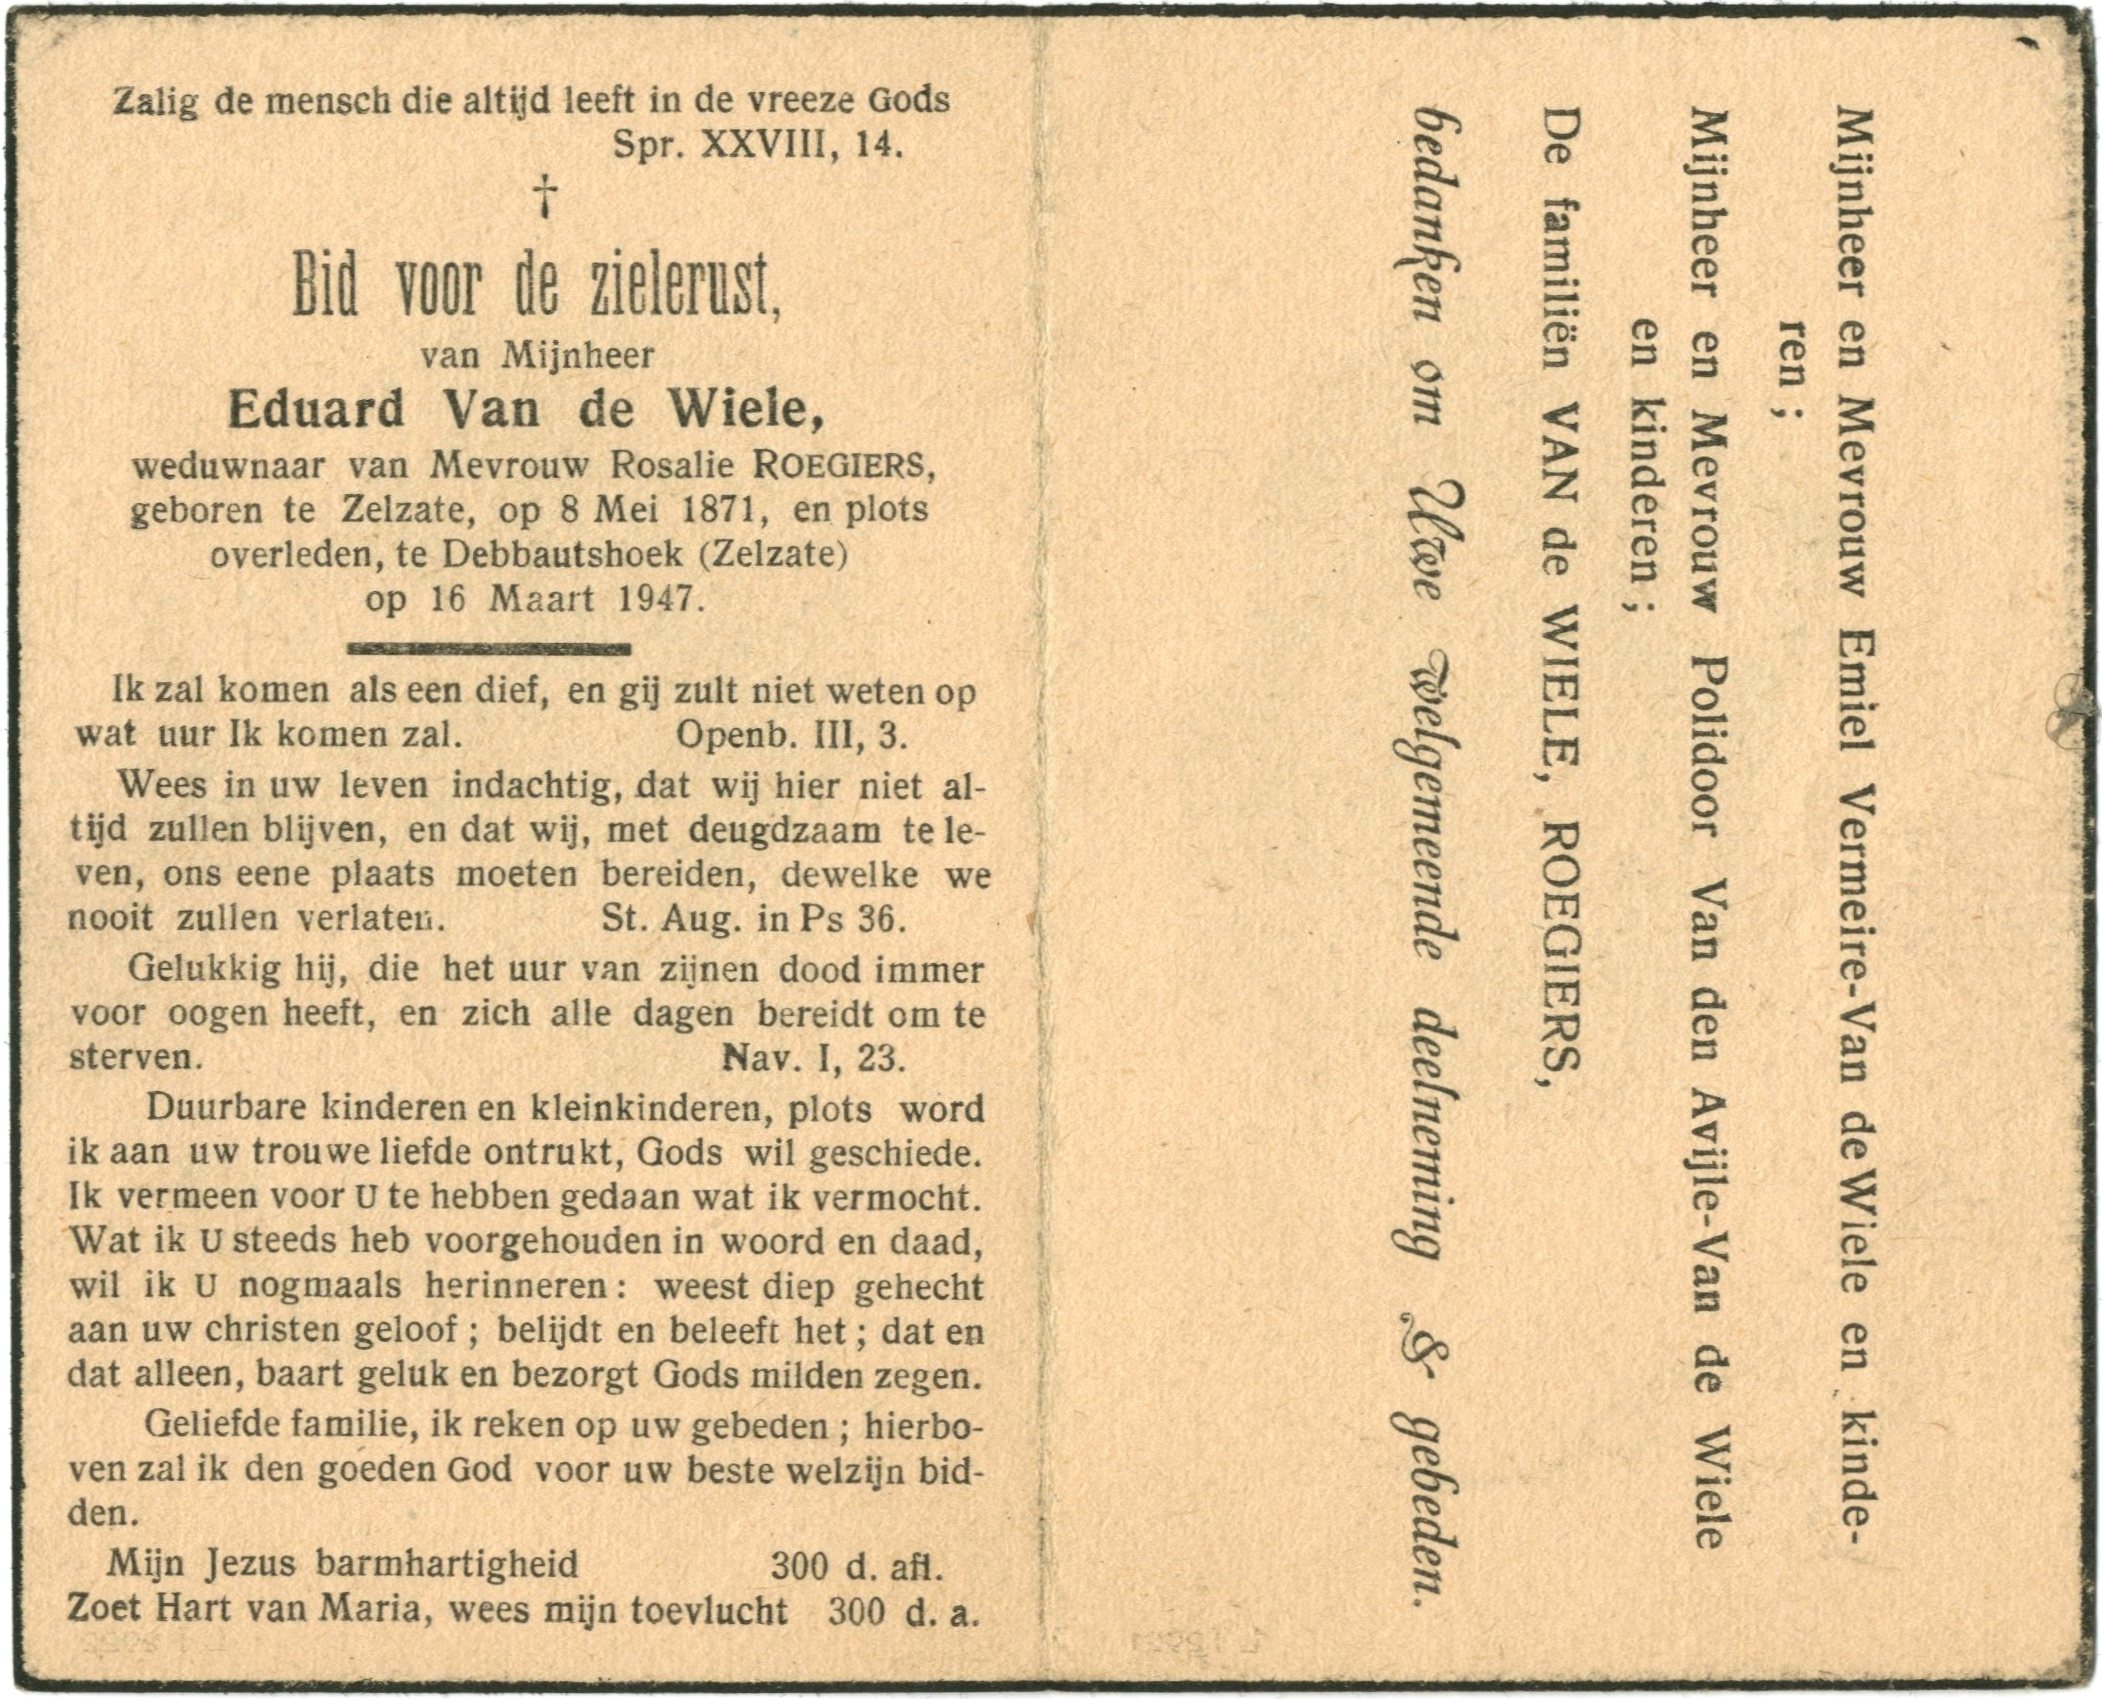 Zalig de mensch die altijd leeft in de vreeze Gods
Spr. XXVIII, 14.
†
Bid voor de zielerust,
van Mijnheer
Eduard Van de Wiele,
weduwnaar van Mevrouw Rosalie ROEGIERS,
geboren te Zelzate, op 8 Mei 1871, en plots
overleden, te Debbautshoek (Zelzate)
op 16 Maart 1947.
Ik zal komen als een dief, en gij zult niet weten op
wat uur Ik komen zal. Openb. III, 3.
Wees in uw leven indachtig, dat wij hier niet al-
tijd zullen blijven, en dat wij, met deugdzaam te le-
ven, ons eene plaats moeten bereiden, dewelke we
nooit zullen verlaten. St. Aug. in Ps 36.
Gelukkig hij, die het uur van zijnen dood immer
voor oogen heeft, en zich alle dagen bereidt om te
sterven. Nav. I, 23.
Duurbare kinderen en kleinkinderen, plots word
ik aan uw trouwe liefde ontrukt, Gods wil geschiede.
Ik vermeen voor U te hebben gedaan wat ik vermocht.
Wat ik U steeds heb voorgehouden in woord en daad,
wil ik U nogmaals herinneren : weest diep gehecht
aan uw christen geloof ; belijdt en beleeft het ; dat en
dat alleen, baart geluk en bezorgt Gods milden zegen.
Geliefde familie, ik reken op uw gebeden ; hierbo-
ven zal ik den goeden God voor uw beste welzijn bid-
den.
Mijn Jezus barmhartigheid 300 d. afl.
Zoet Hart van Maria, wees mijn toevlucht 300 d. a.
Mijnheer en Mevrouw Emiel Vermeire-Van de Wiele en kinde-
ren ;
Mijnheer en Mevrouw Polidoor Van den Avijle-Van de Wiele
en kinderen ;
De familiën VAN de WIELE, ROEGIERS,
bedanken om Uwe welgemeende deelneming & gebeden.